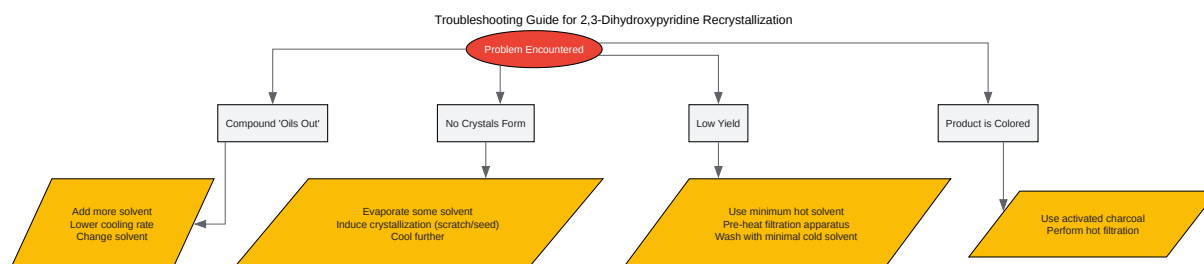 Troubleshooting Guide for 2,3-Dihydroxypyridine Recrystallization
Problem Encountered
Compound 'Oils Out'
No Crystals Form
Low Yield
Product is Colored
Add more solvent
Lower cooling rate
Change solvent
Evaporate some solvent
Induce crystallization (scratch/seed)
Cool further
Use minimum hot solvent
Pre-heat filtration apparatus
Wash with minimal cold solvent
Use activated charcoal
Perform hot filtration